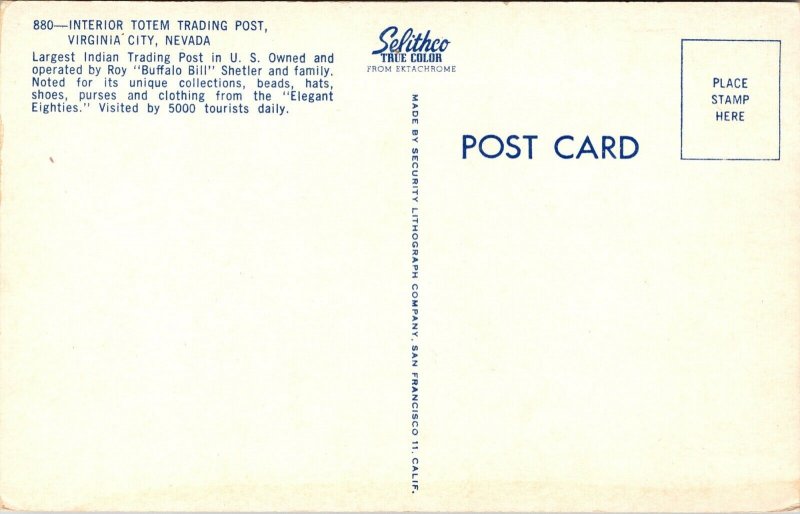 880—INTERIOR TOTEM TRADING POST,
VIRGINIA CITY, NEVADA
Largest Indian Trading Post in U. S. Owned and
operated by Roy "Buffalo Bill" Shetler and family.
Noted for its unique collections, beads, hats,
shoes, purses and clothing from the "Elegant
Eighties." Visited by 5000 tourists daily.
Selithco
TRUE COLOR
FROM EKTACHROME
MADE BY SECURITY LITHOGRAPH COMPANY, SAN FRANCISCO 11, CALIF.
POST CARD
PLACE
STAMP
HERE